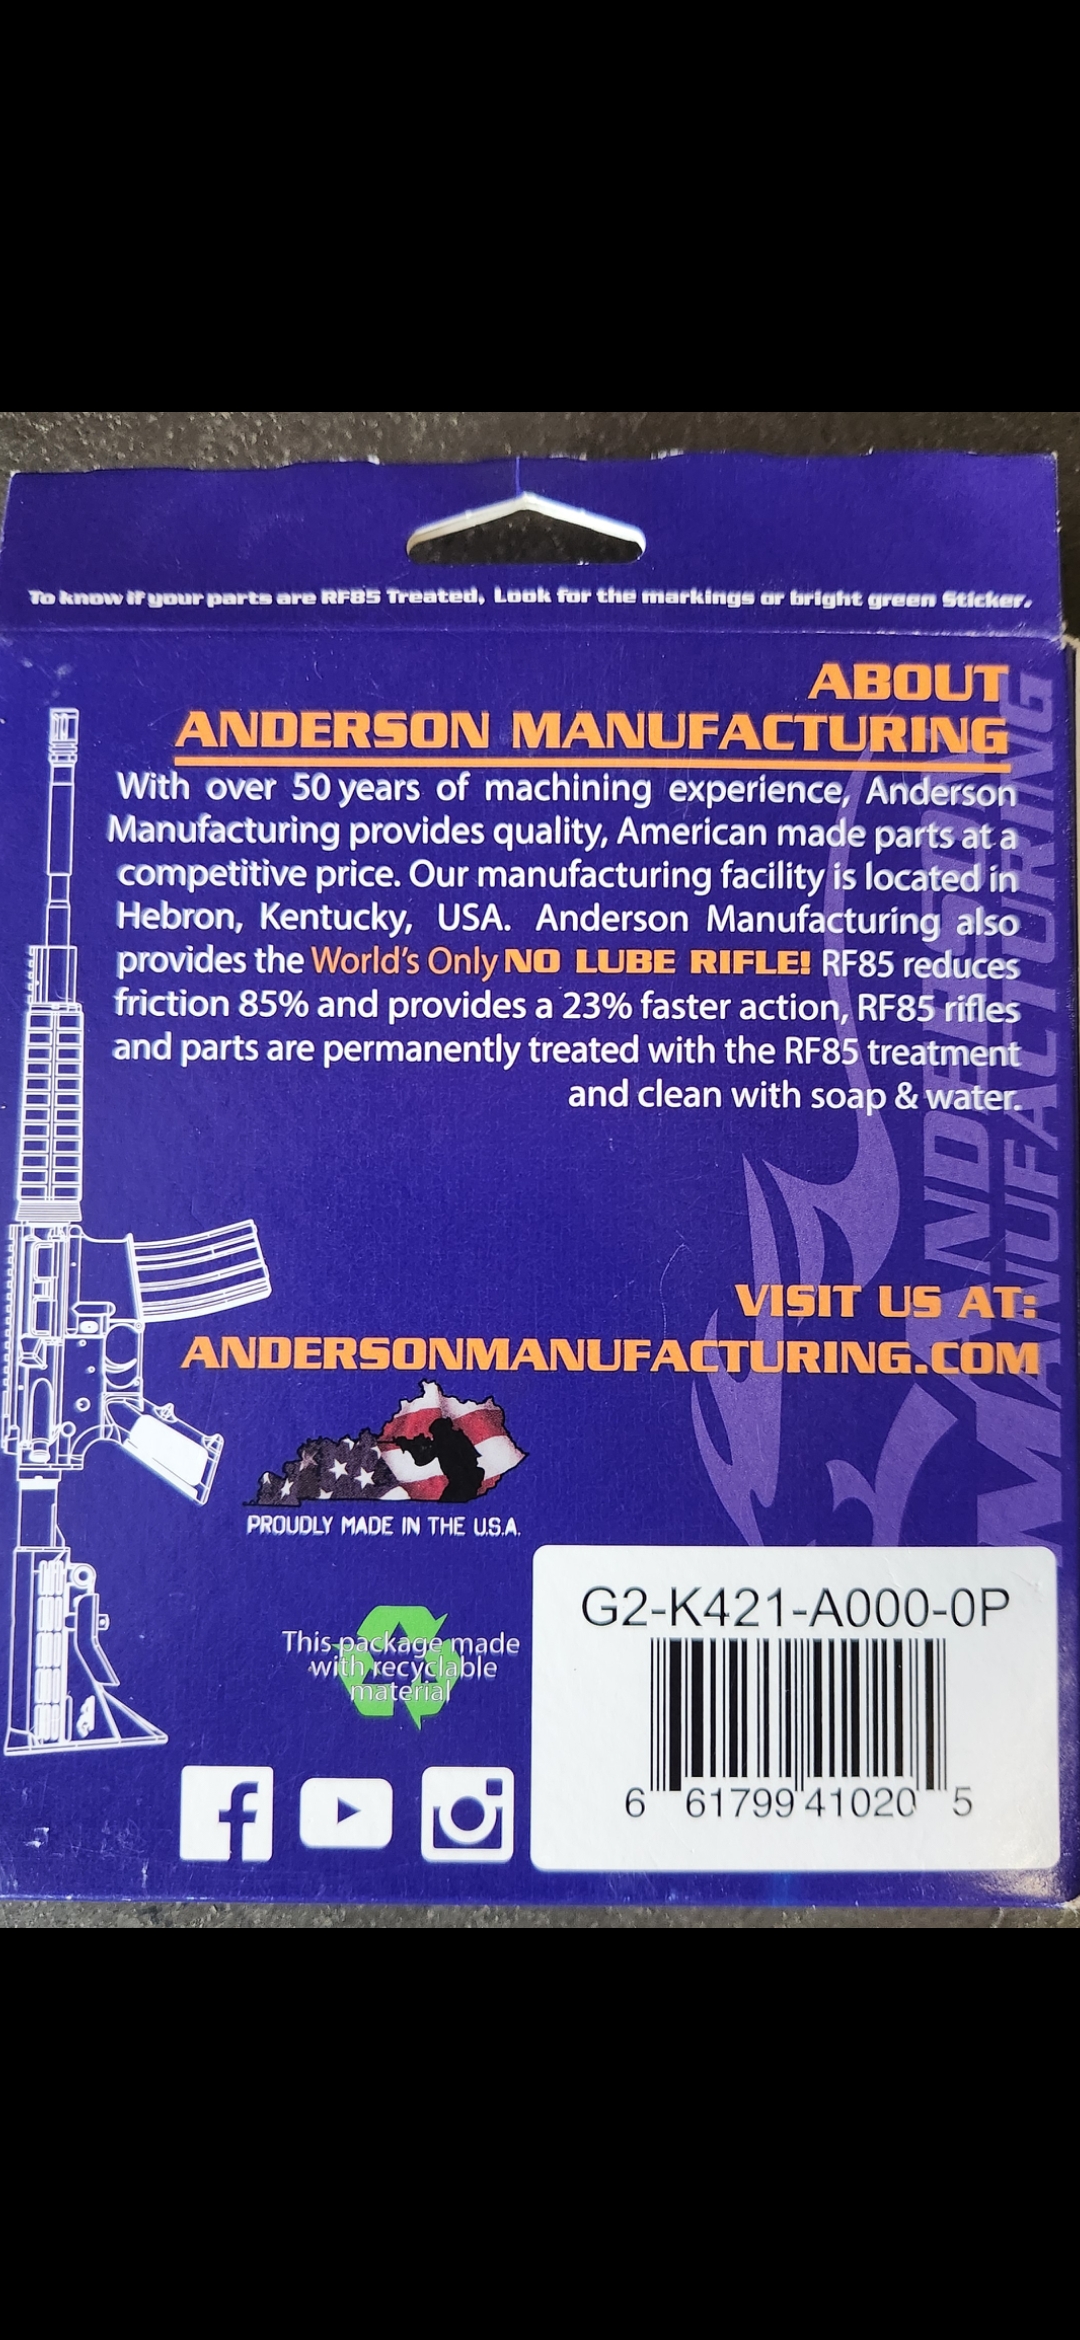 To know if your parts are RF85 Treated, Look for the markings or bright green Sticker.
ABOUT
ANDERSON MANUFACTURING
With over 50 years of machining experience, Anderson
Manufacturing provides quality, American made parts at a
competitive price. Our manufacturing facility is located in
Hebron, Kentucky, USA. Anderson Manufacturing also
provides the World's Only NO LUBE RIFLE! RF85 reduces
friction 85% and provides a 23% faster action, RF85 rifles
and parts are permanently treated with the RF85 treatment
and clean with soap & water.
ANDERSON
MANUFACTURING
VISIT US AT:
ANDERSONMANUFACTURING.COM
PROUDLY MADE IN THE U.S.A.
This package made
with recyclable
material
G2-K421-A000-0P
6 61799 41020 5